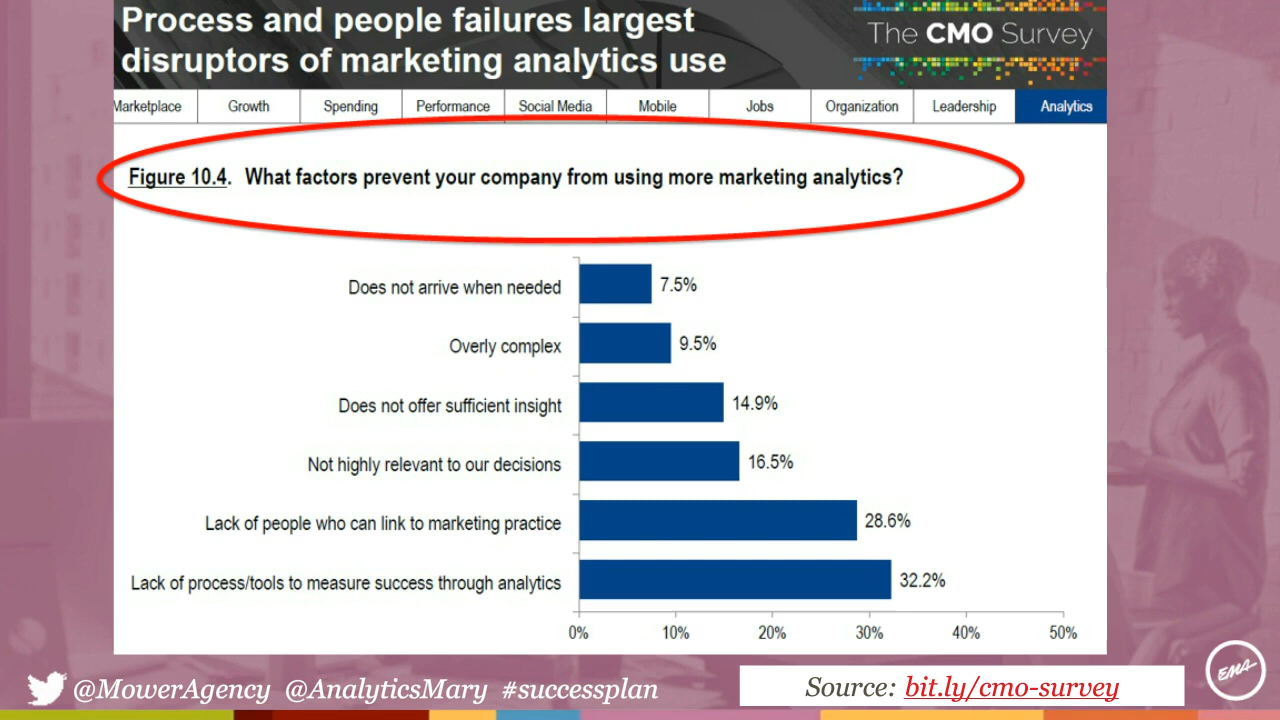 Process and people failures largest
disruptors of marketing analytics use
The CMO Survey
Marketplace Growth Spending Performance Social Media Mobile Jobs Organization Leadership Analytics
Figure 10.4. What factors prevent your company from using more marketing analytics?
Does not arrive when needed 7.5%
Overly complex 9.5%
Does not offer sufficient insight 14.9%
Not highly relevant to our decisions 16.5%
Lack of people who can link to marketing practice 28.6%
Lack of process/tools to measure success through analytics 32.2%
0% 10% 20% 30% 40% 50%
@MowerAgency @AnalyticsMary #successplan
Source: bit.ly/cmo-survey
EMA